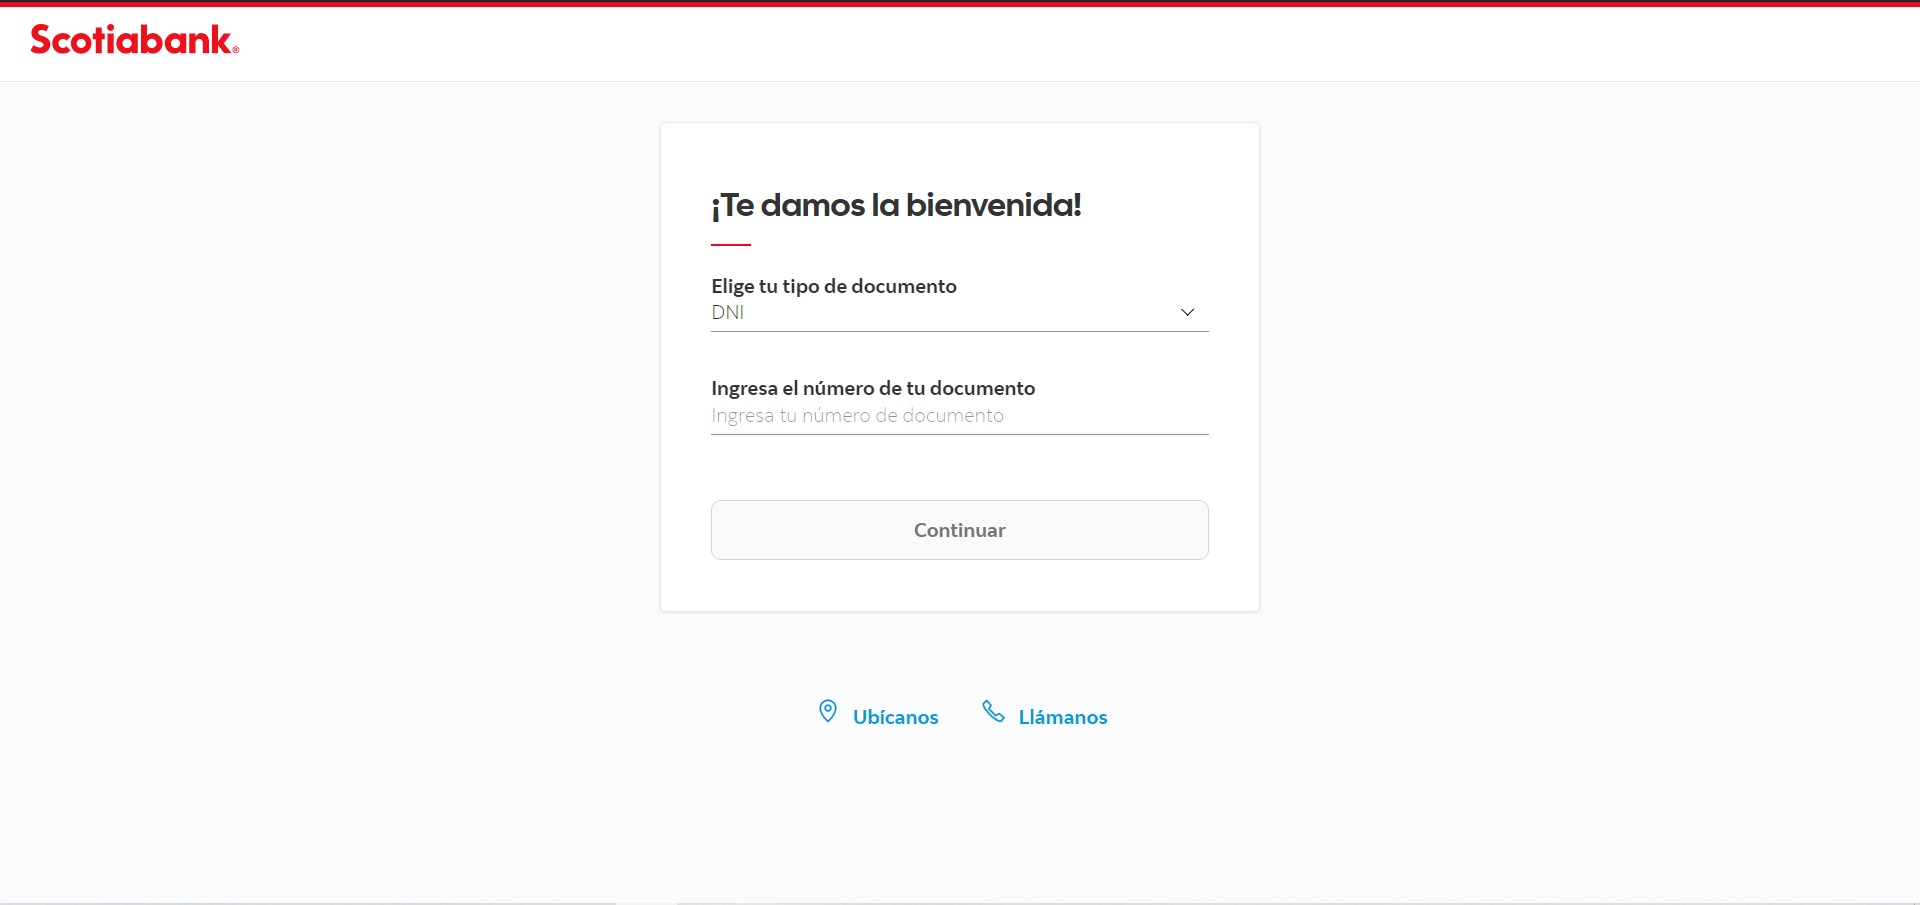 Scotiabank®
¡Te damos la bienvenida!
Elige tu tipo de documento
DNI
Ingresa el número de tu documento
Ingresa tu número de documento
Continuar
Ubícanos Llámanos